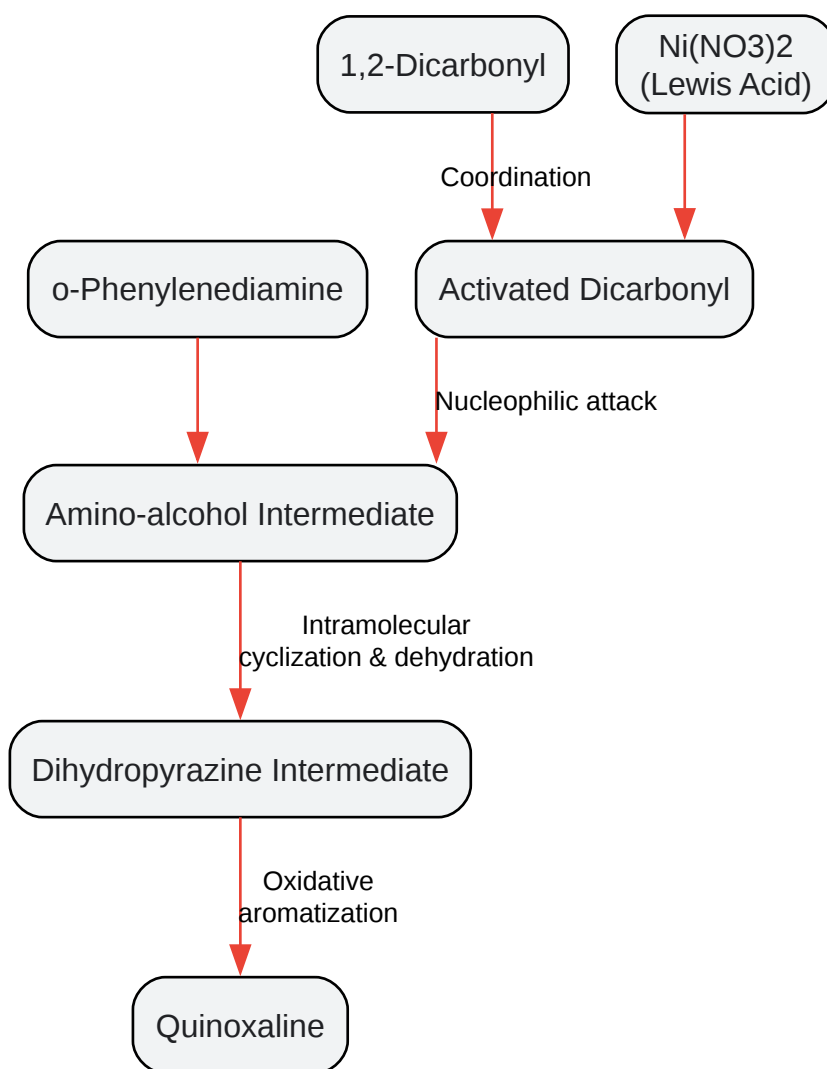 1,2-Dicarbonyl
Ni(NO3)2
(Lewis Acid)
Coordination
o-Phenylenediamine
Activated Dicarbonyl
Nucleophilic attack
Amino-alcohol Intermediate
Intramolecular
cyclization & dehydration
Dihydropyrazine Intermediate
Oxidative
aromatization
Quinoxaline